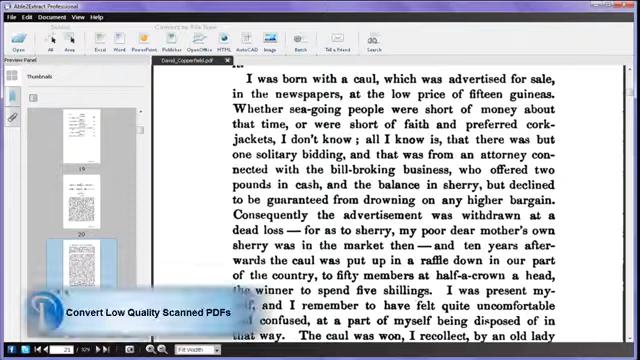 Able2Extract Professional
File Edit Document View Help
Select Convert to File Type
Open All Area Excel Word PowerPoint Publisher OpenOffice HTML AutoCAD Image Batch Tell a Friend Search
Preview Panel
David_Copperfield.pdf
Thumbnails
19
20
I was born with a caul, which was advertised for sale,
in the newspapers, at the low price of fifteen guineas.
Whether sea-going people were short of money about
that time, or were short of faith and preferred cork-
jackets, I don't know ; all I know is, that there was but
one solitary bidding, and that was from an attorney con-
nected with the bill-broking business, who offered two
pounds in cash, and the balance in sherry, but declined
to be guaranteed from drowning on any higher bargain.
Consequently the advertisement was withdrawn at a
dead loss — for as to sherry, my poor dear mother's own
sherry was in the market then — and ten years after-
wards the caul was put up in a raffle down in our part
of the country, to fifty members at half-a-crown a head,
the winner to spend five shillings. I was present my-
self, and I remember to have felt quite uncomfortable
and confused, at a part of myself being disposed of in
that way. The caul was won, I recollect, by an old lady
Convert Low Quality Scanned PDFs
21 / 929 Fit Width